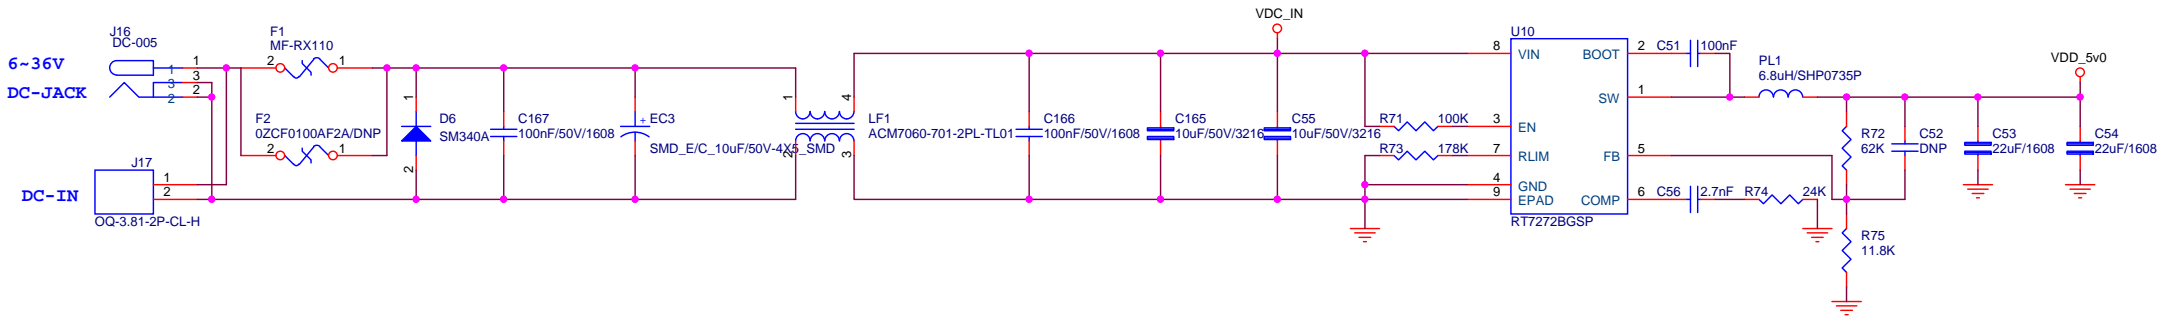 VDC_IN
J16
DC-005
6~36V
DC-JACK
1
3
2
1
3
2
F1
MF-RX110
2
1
F2
0ZCF0100AF2A/DNP
2
1
J17
DC-IN
1
2
OQ-3.81-2P-CL-H
1
D6
SM340A
2
C167
100nF/50V/1608
+
EC3
SMD_E/C_10uF/50V-4X5_SMD
1
4
2
3
LF1
ACM7060-701-2PL-TL01
C166
100nF/50V/1608
C165
10uF/50V/3216
C55
10uF/50V/3216
R71
100K
R73
178K
U10
8
VIN
3
EN
7
RLIM
4
GND
9
EPAD
BOOT
2
SW
1
FB
5
COMP
6
RT7272BGSP
C51
100nF
PL1
6.8uH/SHP0735P
VDD_5v0
C56
2.7nF
R74
24K
R72
62K
C52
DNP
C53
22uF/1608
C54
22uF/1608
R75
11.8K